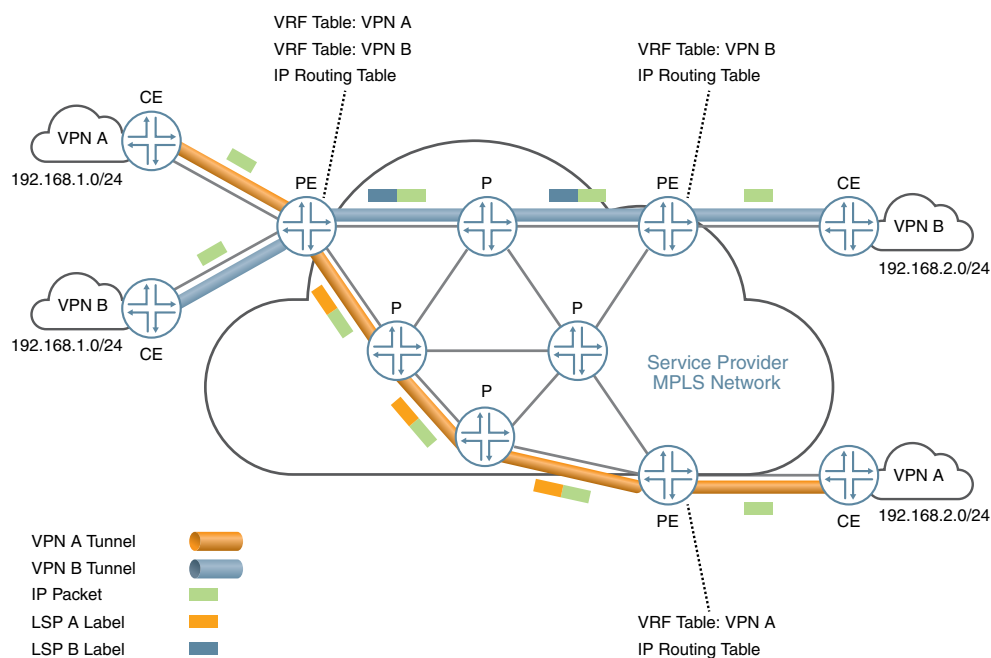 VRF Table: VPN A
VRF Table: VPN B
IP Routing Table
VRF Table: VPN B
IP Routing Table
CE
VPN A
192.168.1.0/24
PE
P
PE
CE
VPN B
192.168.2.0/24
VPN B
192.168.1.0/24
CE
P
P
Service Provider
MPLS Network
P
PE
VPN A
CE
192.168.2.0/24
VPN A Tunnel
VPN B Tunnel
IP Packet
LSP A Label
LSP B Label
VRF Table: VPN A
IP Routing Table